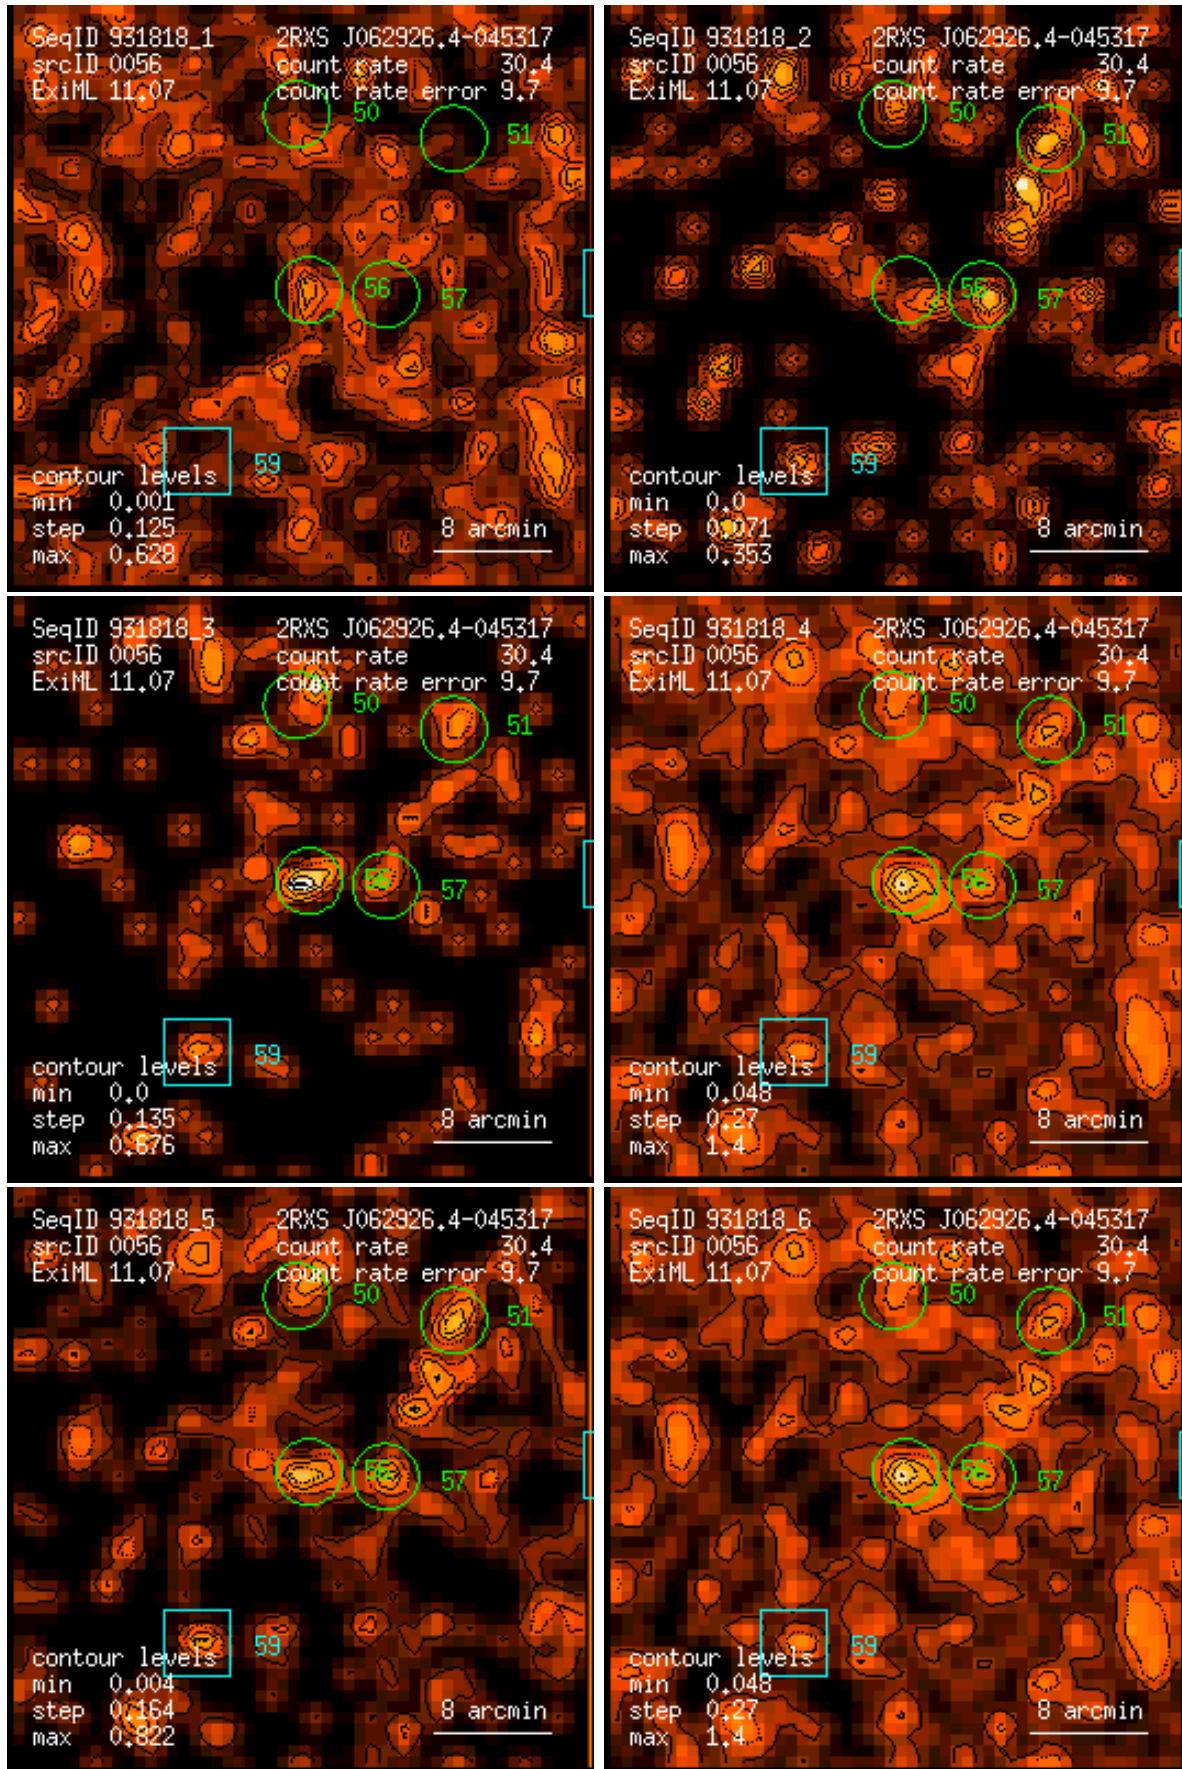 SeqID 931818_1 2RXS J062926.4-045317
srcID 0056 count rate 30.4
ExiML 11.07 count rate error 9.7
50
51
56
57
59
contour levels
min 0.001
step 0.125
max 0.628
8 arcmin
SeqID 931818_2 2RXS J062926.4-045317
srcID 0056 count rate 30.4
ExiML 11.07 count rate error 9.7
50
51
56
57
59
contour levels
min 0.0
step 0.071
max 0.353
8 arcmin
SeqID 931818_3 2RXS J062926.4-045317
srcID 0056 count rate 30.4
ExiML 11.07 count rate error 9.7
50
51
56
57
59
contour levels
min 0.0
step 0.135
max 0.676
8 arcmin
SeqID 931818_4 2RXS J062926.4-045317
srcID 0056 count rate 30.4
ExiML 11.07 count rate error 9.7
50
51
56
57
59
contour levels
min 0.048
step 0.27
max 1.4
8 arcmin
SeqID 931818_5 2RXS J062926.4-045317
srcID 0056 count rate 30.4
ExiML 11.07 count rate error 9.7
50
51
56
57
59
contour levels
min 0.004
step 0.164
max 0.822
8 arcmin
SeqID 931818_6 2RXS J062926.4-045317
srcID 0056 count rate 30.4
ExiML 11.07 count rate error 9.7
50
51
56
57
59
contour levels
min 0.048
step 0.27
max 1.4
8 arcmin